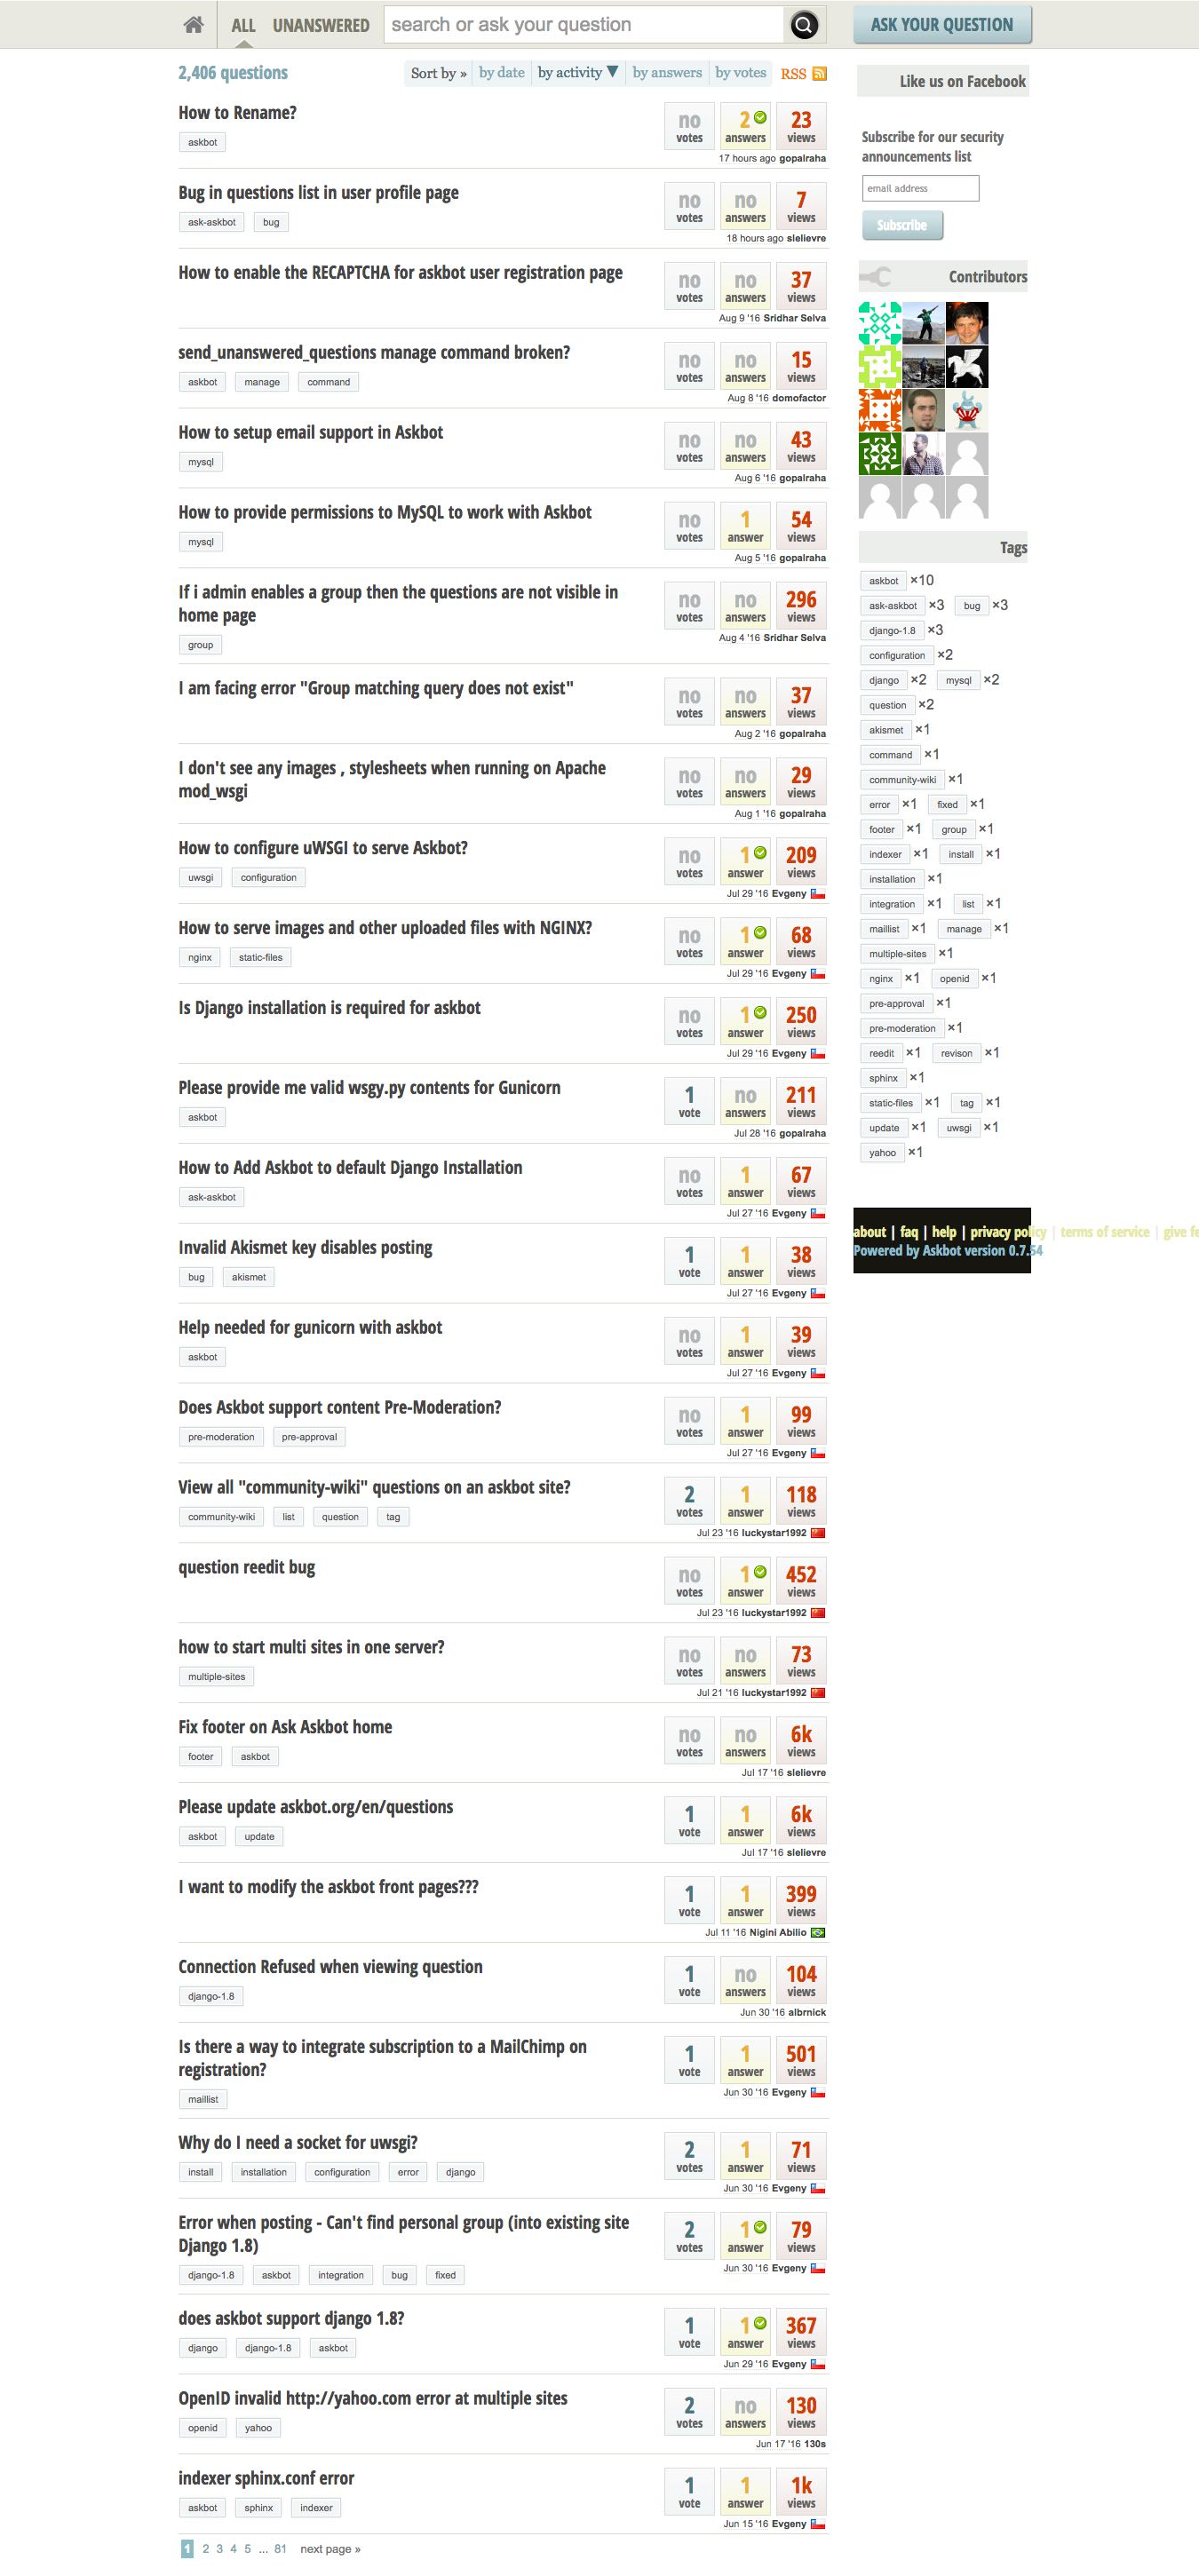 ALL UNANSWERED search or ask your question ASK YOUR QUESTION
2,406 questions Sort by » by date by activity ▼ by answers by votes RSS
How to Rename?
askbot
no votes 2 answers 23 views
17 hours ago gopalraha
Bug in questions list in user profile page
ask-askbot bug
no votes no answers 7 views
18 hours ago slelievre
How to enable the RECAPTCHA for askbot user registration page
no votes no answers 37 views
Aug 9 '16 Sridhar Selva
send_unanswered_questions manage command broken?
askbot manage command
no votes no answers 15 views
Aug 8 '16 domofactor
How to setup email support in Askbot
mysql
no votes no answers 43 views
Aug 6 '16 gopalraha
How to provide permissions to MySQL to work with Askbot
mysql
no votes 1 answer 54 views
Aug 5 '16 gopalraha
If i admin enables a group then the questions are not visible in
home page
group
no votes no answers 296 views
Aug 4 '16 Sridhar Selva
I am facing error "Group matching query does not exist"
no votes no answers 37 views
Aug 2 '16 gopalraha
I don't see any images , stylesheets when running on Apache
mod_wsgi
no votes no answers 29 views
Aug 1 '16 gopalraha
How to configure uWSGI to serve Askbot?
uwsgi configuration
no votes 1 answer 209 views
Jul 29 '16 Evgeny
How to serve images and other uploaded files with NGINX?
nginx static-files
no votes 1 answer 68 views
Jul 29 '16 Evgeny
Is Django installation is required for askbot
no votes 1 answer 250 views
Jul 29 '16 Evgeny
Please provide me valid wsgy.py contents for Gunicorn
askbot
1 vote no answers 211 views
Jul 28 '16 gopalraha
How to Add Askbot to default Django Installation
ask-askbot
no votes 1 answer 67 views
Jul 27 '16 Evgeny
Invalid Akismet key disables posting
bug akismet
1 vote 1 answer 38 views
Jul 27 '16 Evgeny
Help needed for gunicorn with askbot
askbot
no votes 1 answer 39 views
Jul 27 '16 Evgeny
Does Askbot support content Pre-Moderation?
pre-moderation pre-approval
no votes 1 answer 99 views
Jul 27 '16 Evgeny
View all "community-wiki" questions on an askbot site?
community-wiki list question tag
2 votes 1 answer 118 views
Jul 23 '16 luckystar1992
question reedit bug
no votes 1 answer 452 views
Jul 23 '16 luckystar1992
how to start multi sites in one server?
multiple-sites
no votes no answers 73 views
Jul 21 '16 luckystar1992
Fix footer on Ask Askbot home
footer askbot
no votes no answers 6k views
Jul 17 '16 slelievre
Please update askbot.org/en/questions
askbot update
1 vote 1 answer 6k views
Jul 17 '16 slelievre
I want to modify the askbot front pages???
1 vote 1 answer 399 views
Jul 11 '16 Nigini Abilio
Connection Refused when viewing question
django-1.8
1 vote no answers 104 views
Jun 30 '16 albrnick
Is there a way to integrate subscription to a MailChimp on
registration?
maillist
1 vote 1 answer 501 views
Jun 30 '16 Evgeny
Why do I need a socket for uwsgi?
install installation configuration error django
2 votes 1 answer 71 views
Jun 30 '16 Evgeny
Error when posting - Can't find personal group (into existing site
Django 1.8)
django-1.8 askbot integration bug fixed
2 votes 1 answer 79 views
Jun 30 '16 Evgeny
does askbot support django 1.8?
django django-1.8 askbot
1 vote 1 answer 367 views
Jun 29 '16 Evgeny
OpenID invalid http://yahoo.com error at multiple sites
openid yahoo
2 votes no answers 130 views
Jun 17 '16 130s
indexer sphinx.conf error
askbot sphinx indexer
1 vote 1 answer 1k views
Jun 15 '16 Evgeny
1 2 3 4 5 ... 81 next page »
Like us on Facebook
Subscribe for our security
announcements list
email address
Subscribe
Contributors
Tags
askbot ×10
ask-askbot ×3 bug ×3
django-1.8 ×3
configuration ×2
django ×2 mysql ×2
question ×2
akismet ×1
command ×1
community-wiki ×1
error ×1 fixed ×1
footer ×1 group ×1
indexer ×1 install ×1
installation ×1
integration ×1 list ×1
maillist ×1 manage ×1
multiple-sites ×1
nginx ×1 openid ×1
pre-approval ×1
pre-moderation ×1
reedit ×1 revison ×1
sphinx ×1
static-files ×1 tag ×1
update ×1 uwsgi ×1
yahoo ×1
about | faq | help | privacy policy | terms of service | give fe
Powered by Askbot version 0.7.54